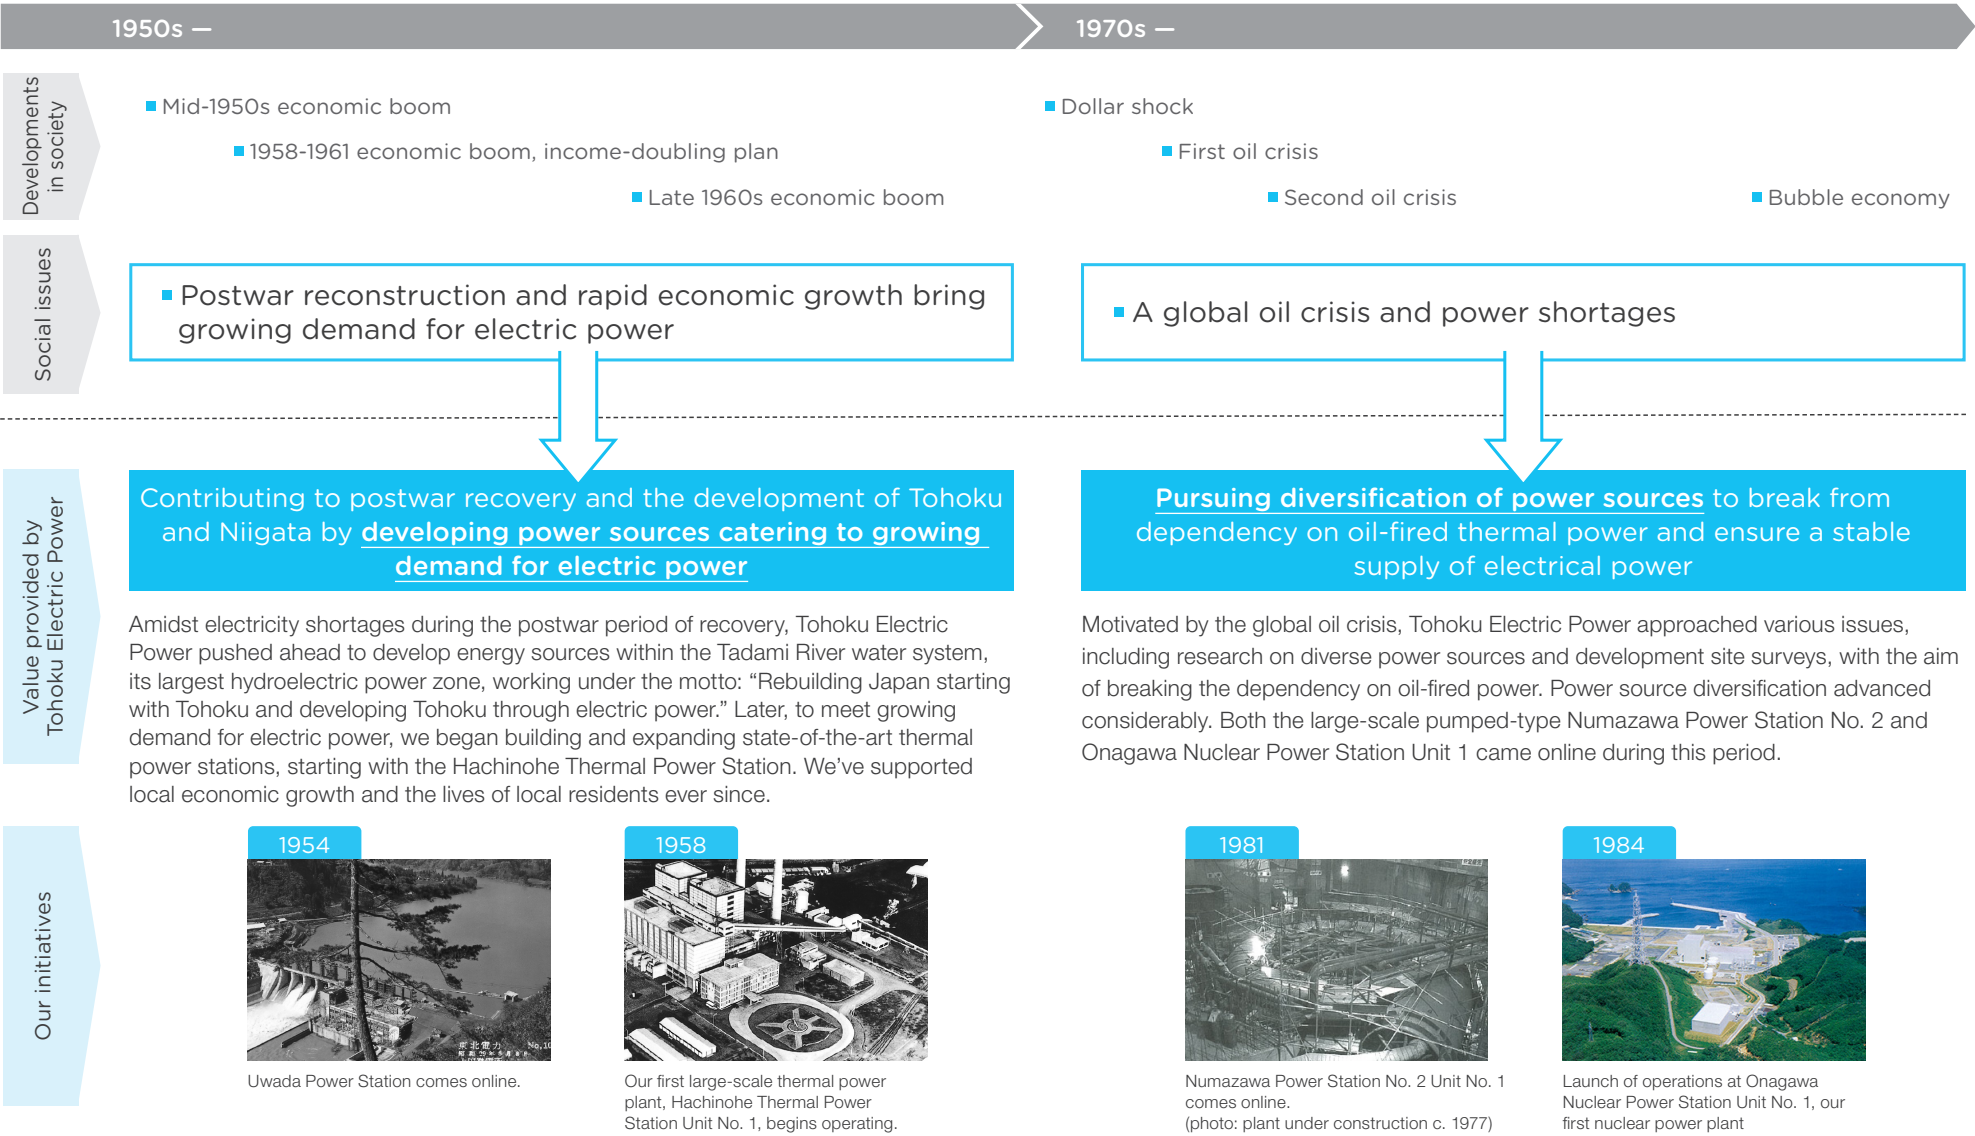 1950s —
1970s —
Developments
in society
Mid-1950s economic boom
1958-1961 economic boom, income-doubling plan
Late 1960s economic boom
Dollar shock
First oil crisis
Second oil crisis
Bubble economy
Social issues
Postwar reconstruction and rapid economic growth bring
growing demand for electric power
A global oil crisis and power shortages
Value provided by
Tohoku Electric Power
Contributing to postwar recovery and the development of Tohoku
and Niigata by developing power sources catering to growing
demand for electric power
Amidst electricity shortages during the postwar period of recovery, Tohoku Electric
Power pushed ahead to develop energy sources within the Tadami River water system,
its largest hydroelectric power zone, working under the motto: “Rebuilding Japan starting
with Tohoku and developing Tohoku through electric power.” Later, to meet growing
demand for electric power, we began building and expanding state-of-the-art thermal
power stations, starting with the Hachinohe Thermal Power Station. We’ve supported
local economic growth and the lives of local residents ever since.
Pursuing diversification of power sources to break from
dependency on oil-fired thermal power and ensure a stable
supply of electrical power
Motivated by the global oil crisis, Tohoku Electric Power approached various issues,
including research on diverse power sources and development site surveys, with the aim
of breaking the dependency on oil-fired power. Power source diversification advanced
considerably. Both the large-scale pumped-type Numazawa Power Station No. 2 and
Onagawa Nuclear Power Station Unit 1 came online during this period.
Our initiatives
1954
東北電力 No.10
Uwada Power Station comes online.
1958
Our first large-scale thermal power
plant, Hachinohe Thermal Power
Station Unit No. 1, begins operating.
1981
Numazawa Power Station No. 2 Unit No. 1
comes online.
(photo: plant under construction c. 1977)
1984
Launch of operations at Onagawa
Nuclear Power Station Unit No. 1, our
first nuclear power plant